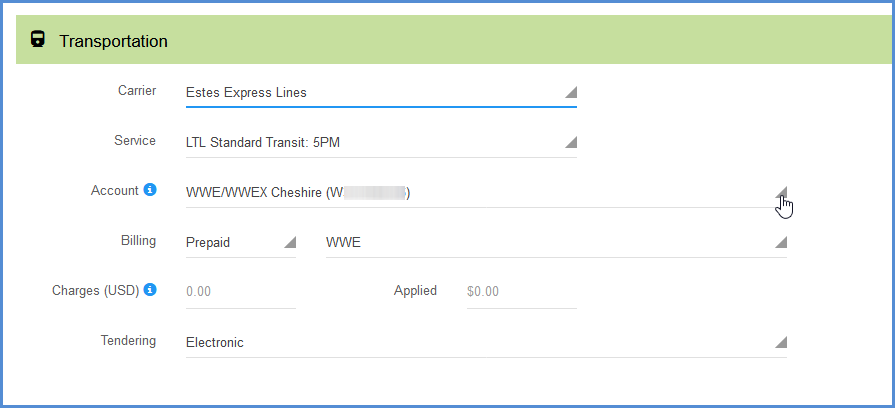 Transportation
Carrier Estes Express Lines
Service LTL Standard Transit: 5PM
Account WWE/WWEX Cheshire (W )
Billing Prepaid WWE
Charges (USD) 0.00 Applied $0.00
Tendering Electronic